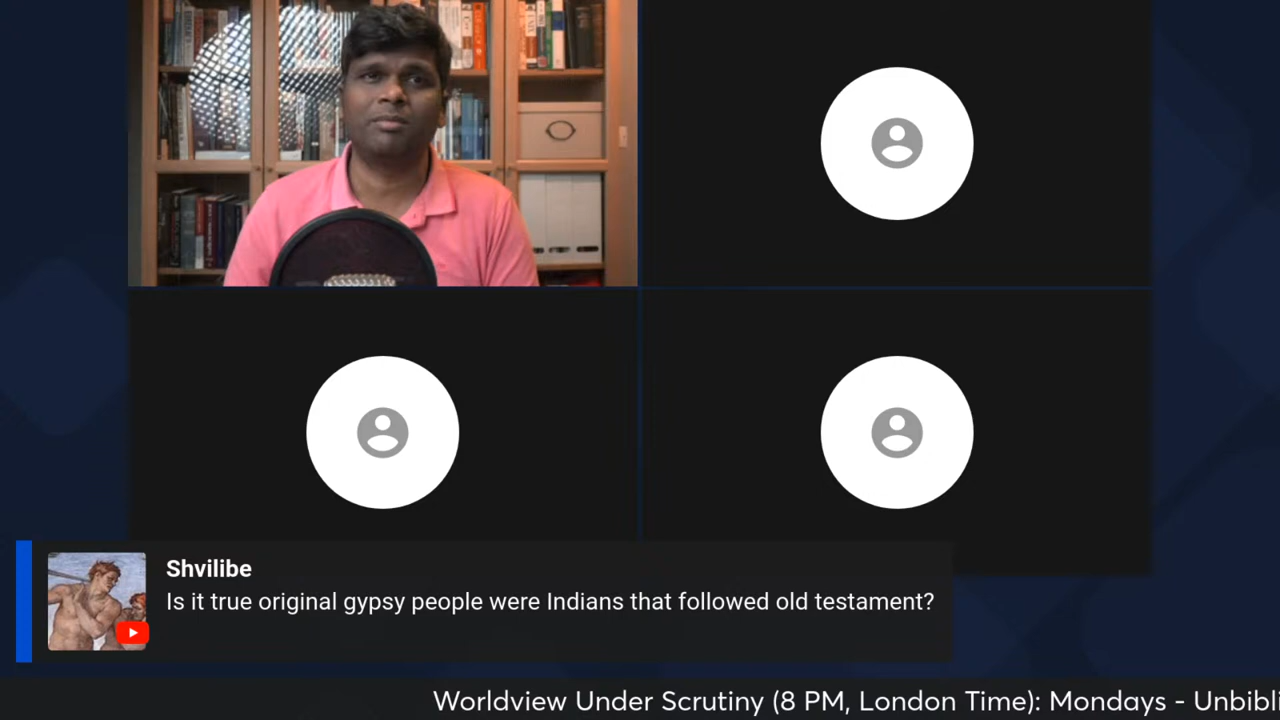 Shvilibe
Is it true original gypsy people were Indians that followed old testament?
Worldview Under Scrutiny (8 PM, London Time): Mondays - Unbibli